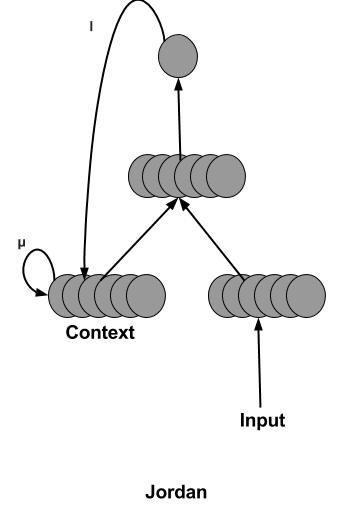 I
µ
Context
Input
Jordan